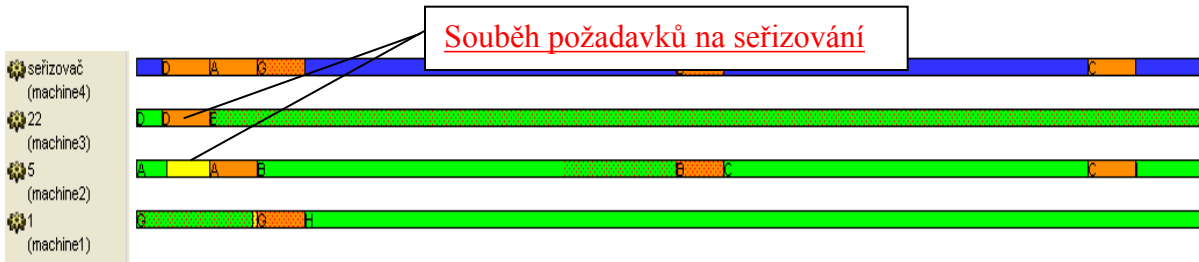 Souběh požadavků na seřizování
seřizovač
(machine4)
D A G C
22
(machine3)
D D E
5
(machine2)
A A B B C C
1
(machine1)
G G H